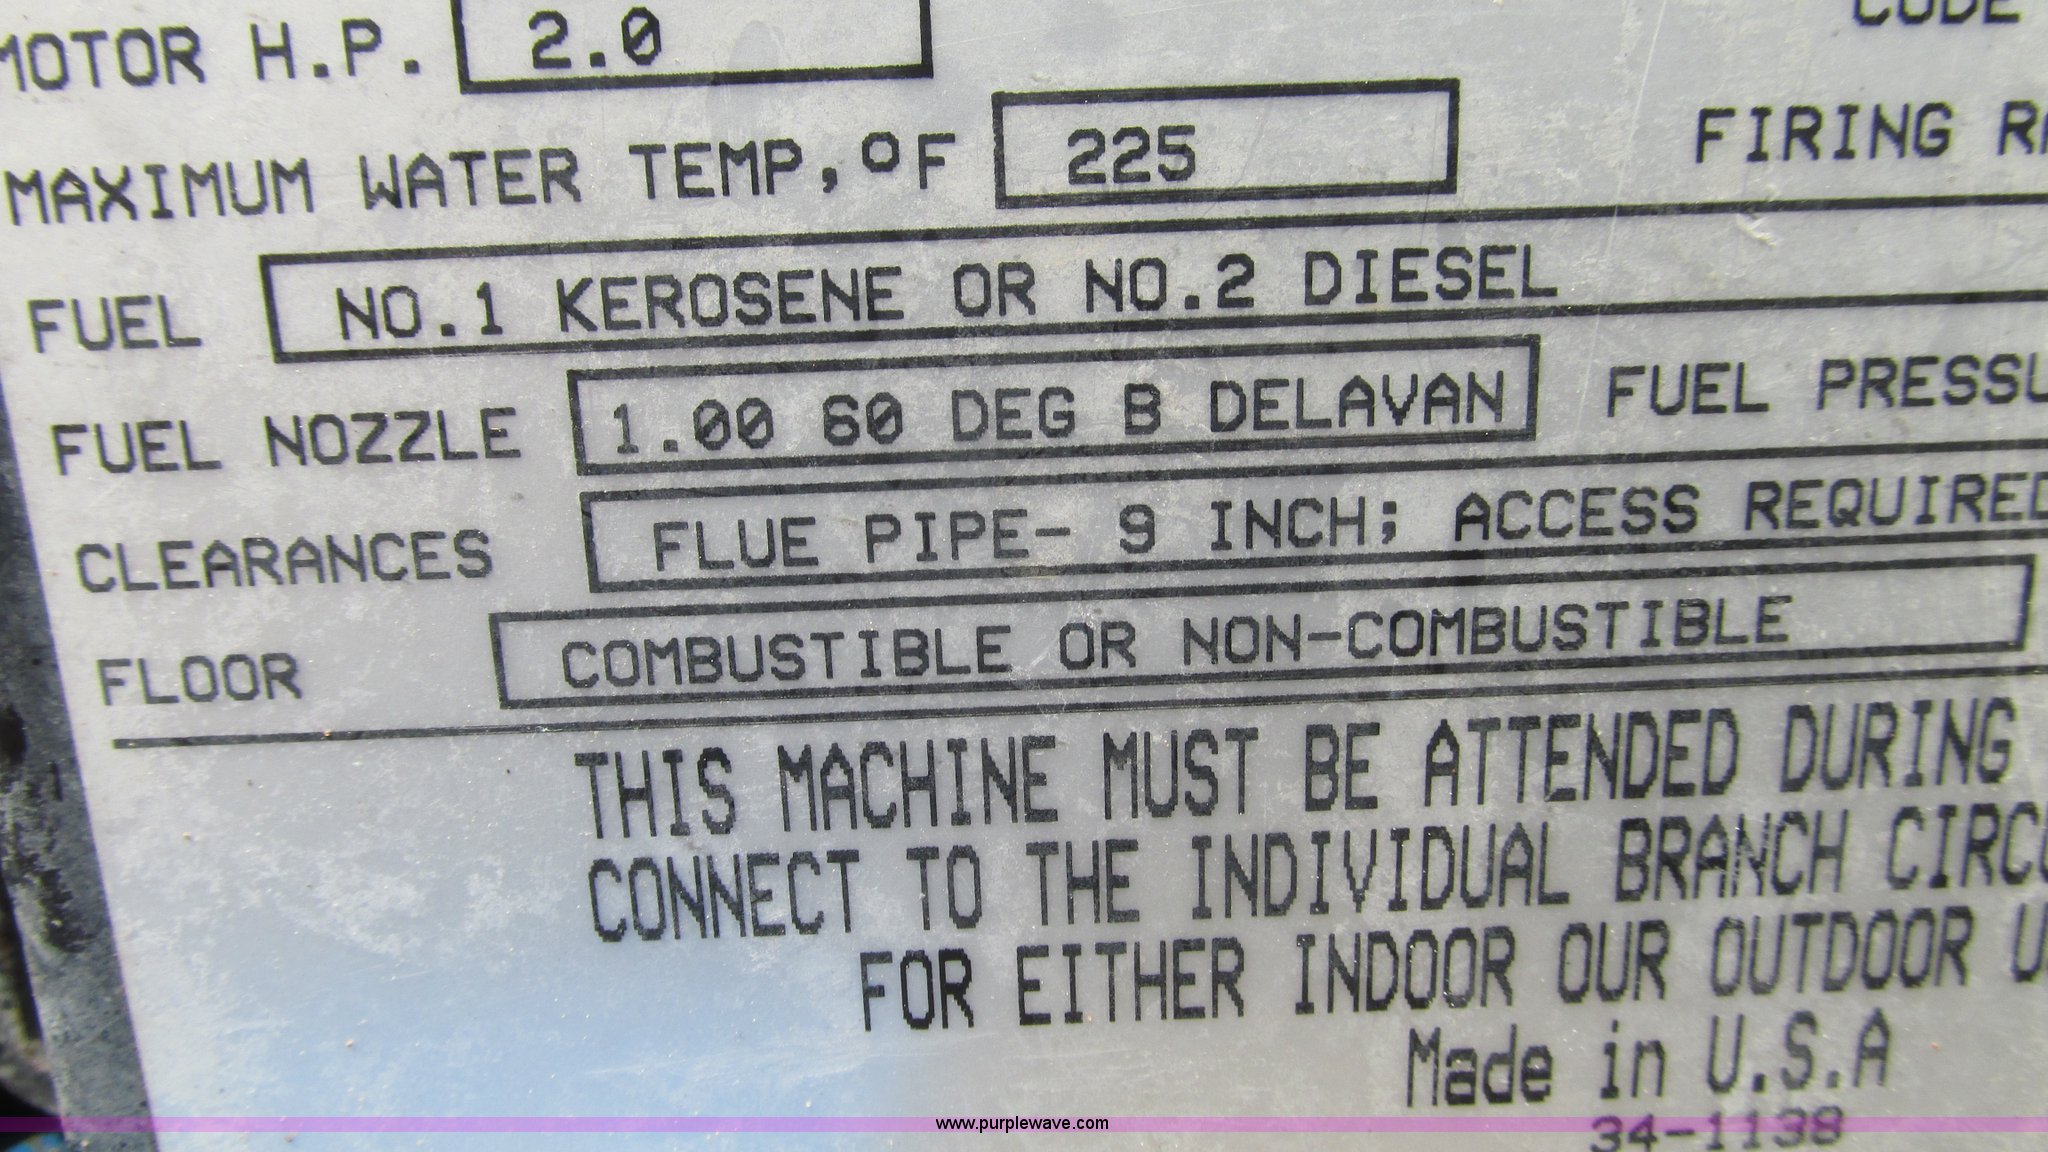 MOTOR H.P. 2.0 CODE
MAXIMUM WATER TEMP,°F 225 FIRING
FUEL NO.1 KEROSENE OR NO.2 DIESEL
FUEL NOZZLE 1.00 60 DEG B DELAVAN FUEL
CLEARANCES FLUE PIPE- 9 INCH; ACCESS REQUIRED
FLOOR COMBUSTIBLE OR NON-COMBUSTIBLE
THIS MACHINE MUST BE ATTENDED DURING
CONNECT TO THE INDIVIDUAL BRANCH
FOR EITHER INDOOR OUR OUTDOOR
Made in U.S.A
34-1138
www.purplewave.com